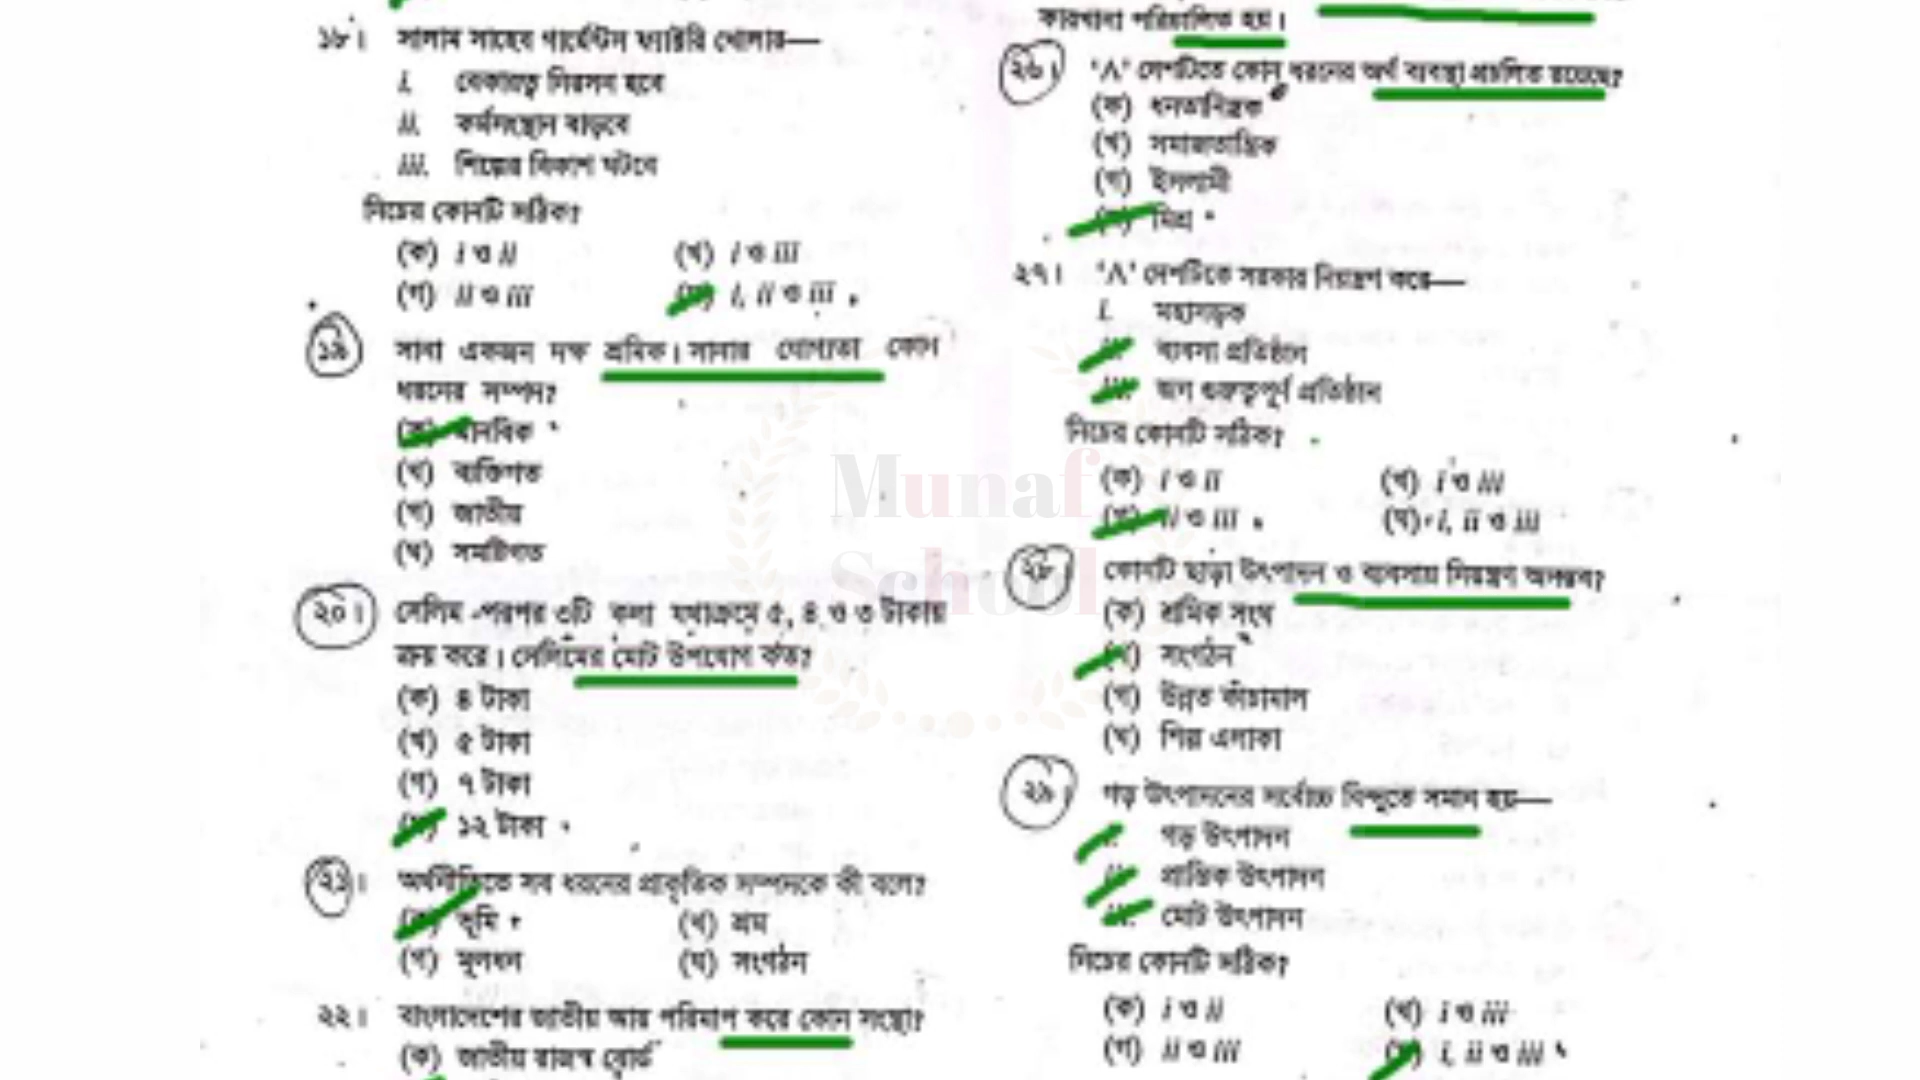 ১৮। সালাম সাহেব গার্মেন্টস ফ্যাক্টরি খোলায়—
i. বেকারত্ব নিরসন হবে
ii. কর্মসংস্থান বাড়বে
iii. শিল্পের বিকাশ ঘটবে
নিচের কোনটি সঠিক?
(ক) i ও ii (খ) i ও iii
(গ) ii ও iii (ঘ) i, ii ও iii
১৯। সানা একজন দক্ষ শ্রমিক। সানার যোগ্যতা কোণ
ধরনের সম্পদ?
(ক) মানবিক
(খ) ব্যক্তিগত
(গ) জাতীয়
(ঘ) সমষ্টিগত
২০। সেলিম পরপর ৩টি কলা যথাক্রমে ৫, ৪ ও ৩ টাকায়
ক্রয় করে। সেলিমের মোট উপযোগ কত?
(ক) ৪ টাকা
(খ) ৫ টাকা
(গ) ৭ টাকা
(ঘ) ১২ টাকা
২১। অর্থনীতিতে সব ধরনের প্রাকৃতিক সম্পদকে কী বলে?
(ক) ভূমি (খ) শ্রম
(গ) মূলধন (ঘ) সংগঠন
২২। বাংলাদেশের জাতীয় আয় পরিমাপ করে কোন সংস্থা?
(ক) জাতীয় রাজস্ব বোর্ড
কারখানা পরিচালিত হয়।
২৬। 'A' দেশটিতে কোন ধরনের অর্থ ব্যবস্থা প্রচলিত রয়েছে?
(ক) ধনতান্ত্রিক
(খ) সমাজতান্ত্রিক
(গ) ইসলামী
(ঘ) মিশ্র
২৭। 'A' দেশটিতে সরকার নিয়ন্ত্রণ করে—
i. মহাসড়ক
ii. ব্যবসা প্রতিষ্ঠান
iii. জন গুরুত্বপূর্ণ প্রতিষ্ঠান
নিচের কোনটি সঠিক?
(ক) i ও ii (খ) i ও iii
(গ) ii ও iii (ঘ) i, ii ও iii
২৮। কোনটি ছাড়া উৎপাদন ও ব্যবসায় নিয়ন্ত্রণ অসম্ভব?
(ক) শ্রমিক সংঘ
(খ) সংগঠন
(গ) উন্নত কাঁচামাল
(ঘ) শিল্প এলাকা
২৯। গড় উৎপাদনের সর্বোচ্চ বিন্দুতে সমান হয়—
i. গড় উৎপাদন
ii. প্রান্তিক উৎপাদন
iii. মোট উৎপাদন
নিচের কোনটি সঠিক?
(ক) i ও ii (খ) i ও iii
(গ) ii ও iii (ঘ) i, ii ও iii
Munaf
School